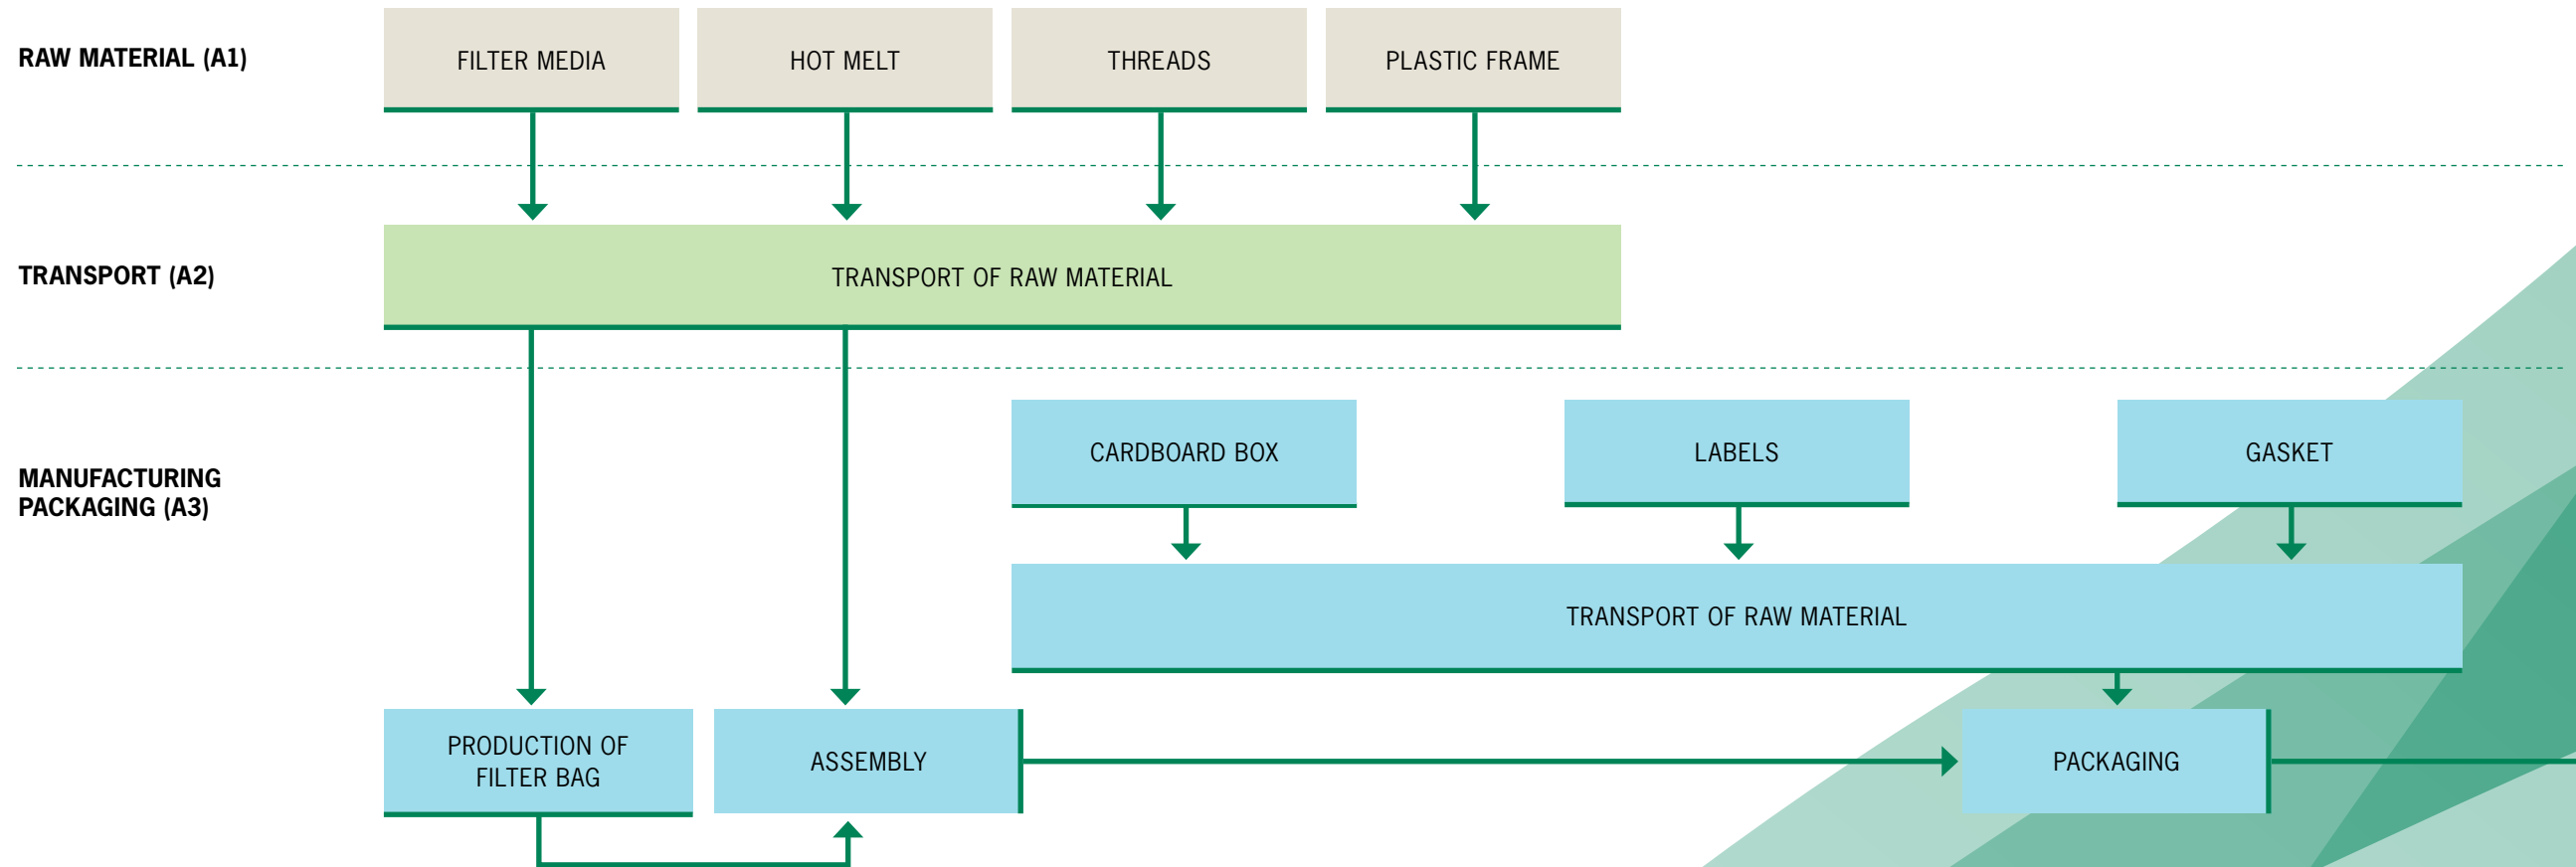 RAW MATERIAL (A1)
FILTER MEDIA
HOT MELT
THREADS
PLASTIC FRAME
TRANSPORT (A2)
TRANSPORT OF RAW MATERIAL
MANUFACTURING
PACKAGING (A3)
CARDBOARD BOX
LABELS
GASKET
TRANSPORT OF RAW MATERIAL
PRODUCTION OF
FILTER BAG
ASSEMBLY
PACKAGING